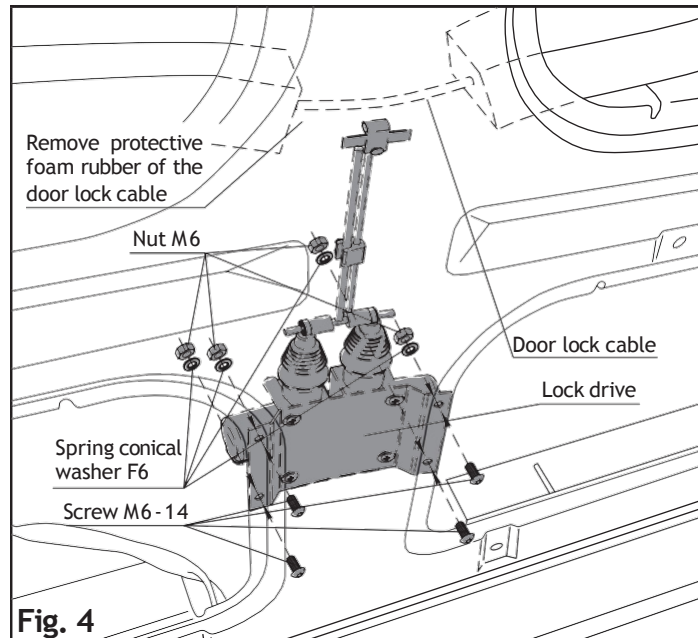 Remove protective
foam rubber of the
door lock cable
Nut M6
Door lock cable
Lock drive
Spring conical
washer F6
Screw M6-14
Fig. 4